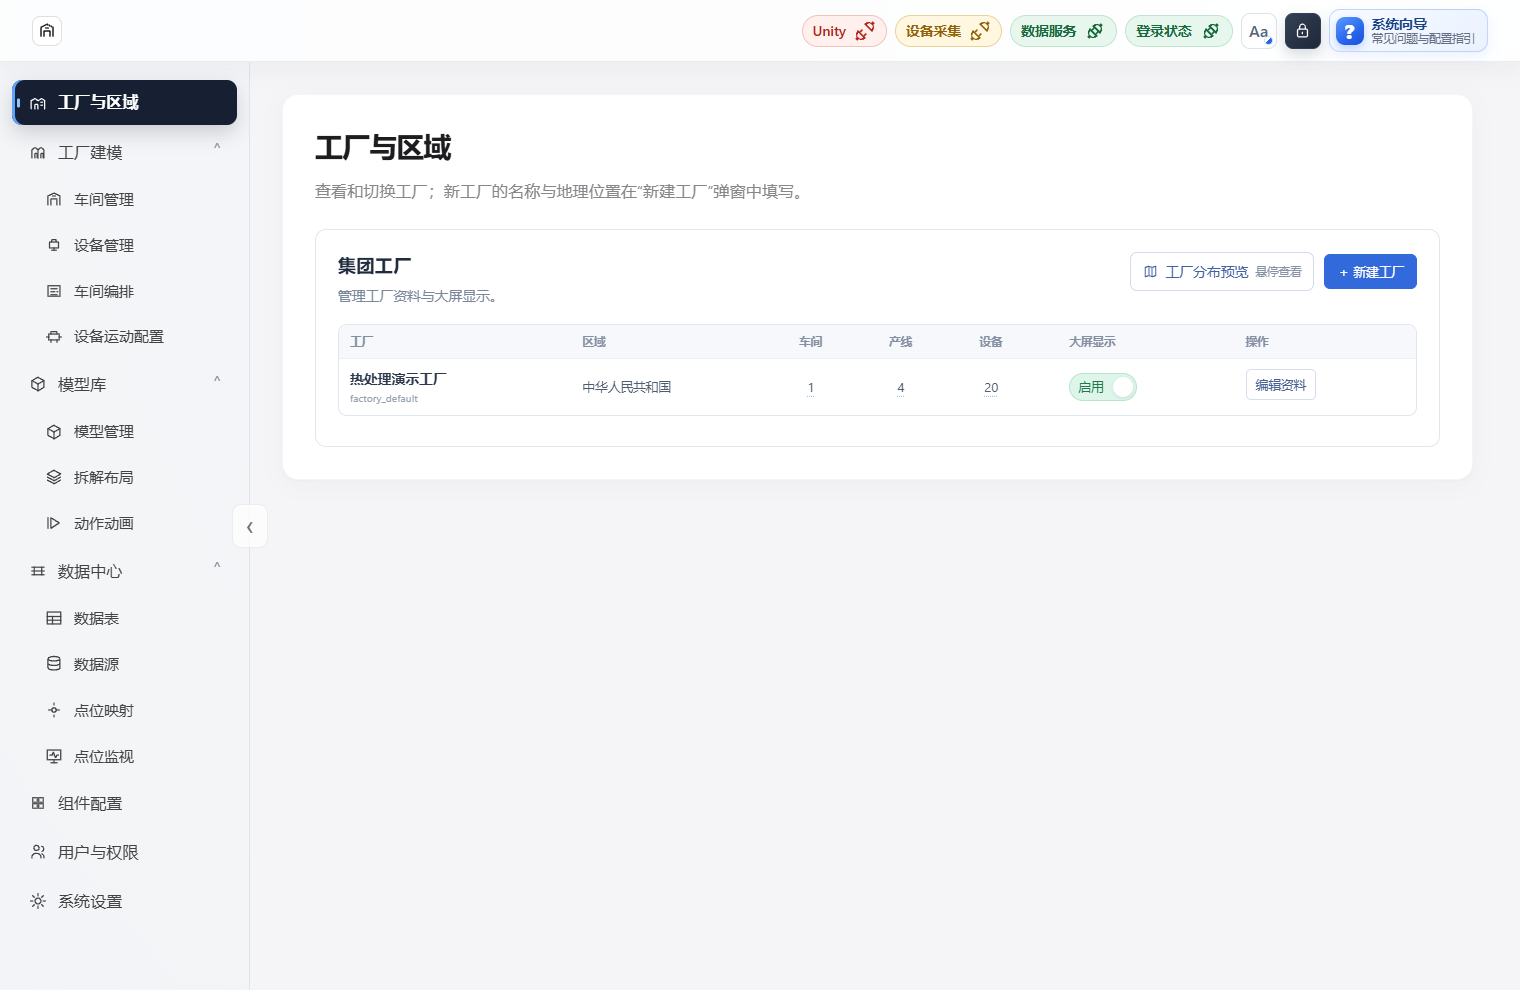 Unity
设备采集
数据服务
登录状态
Aa
?
系统向导
常见问题与配置指引
工厂与区域
工厂建模
车间管理
设备管理
车间编排
设备运动配置
模型库
模型管理
拆解布局
动作动画
数据中心
数据表
数据源
点位映射
点位监视
组件配置
用户与权限
系统设置
工厂与区域
查看和切换工厂；新工厂的名称与地理位置在“新建工厂”弹窗中填写。
集团工厂
管理工厂资料与大屏显示。
工厂分布预览 悬停查看
+ 新建工厂
工厂 区域 车间 产线 设备 大屏显示 操作
热处理演示工厂 中华人民共和国 1 4 20 启用 编辑资料
factory_default